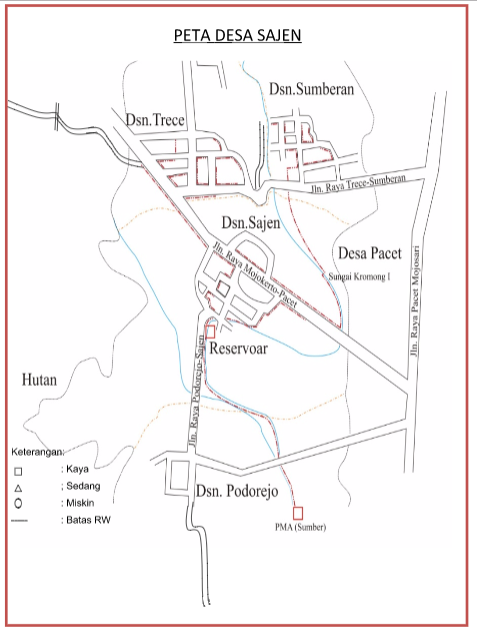 PETA DESA SAJEN
Dsn.Sumberan
Dsn.Trece
Jln. Raya Trece-Sumberan
Dsn.Sajen
Desa Pacet
Jln. Raya Mojokerto-Pacet
Sungai Kromong I
Jln. Raya Pacet Mojosari
Reservoar
Jln. Raya Podorejo-Sajen
Hutan
Keterangan:
: Kaya
: Sedang
: Miskin
: Batas RW
Dsn. Podorejo
PMA (Sumber)